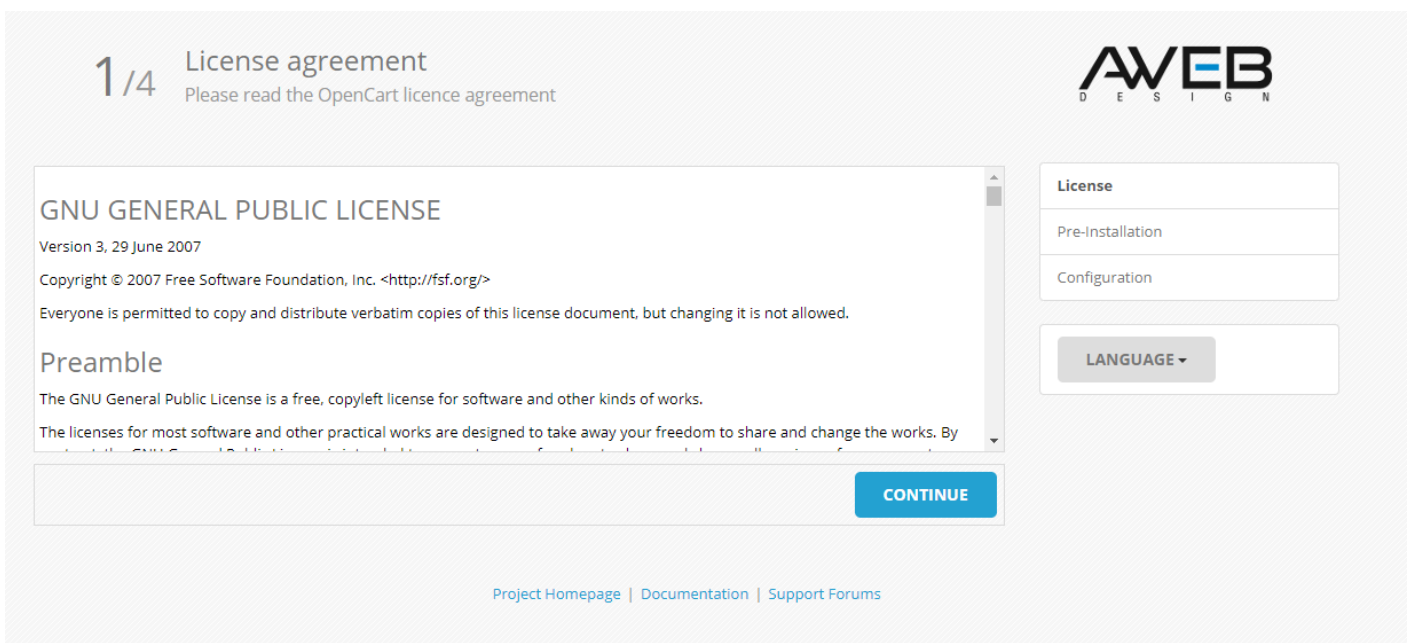 1/4
License agreement
Please read the OpenCart licence agreement
AWEB
DESIGN
GNU GENERAL PUBLIC LICENSE
Version 3, 29 June 2007
Copyright © 2007 Free Software Foundation, Inc. <http://fsf.org/>
Everyone is permitted to copy and distribute verbatim copies of this license document, but changing it is not allowed.
Preamble
The GNU General Public License is a free, copyleft license for software and other kinds of works.
The licenses for most software and other practical works are designed to take away your freedom to share and change the works. By
CONTINUE
License
Pre-Installation
Configuration
LANGUAGE
Project Homepage | Documentation | Support Forums